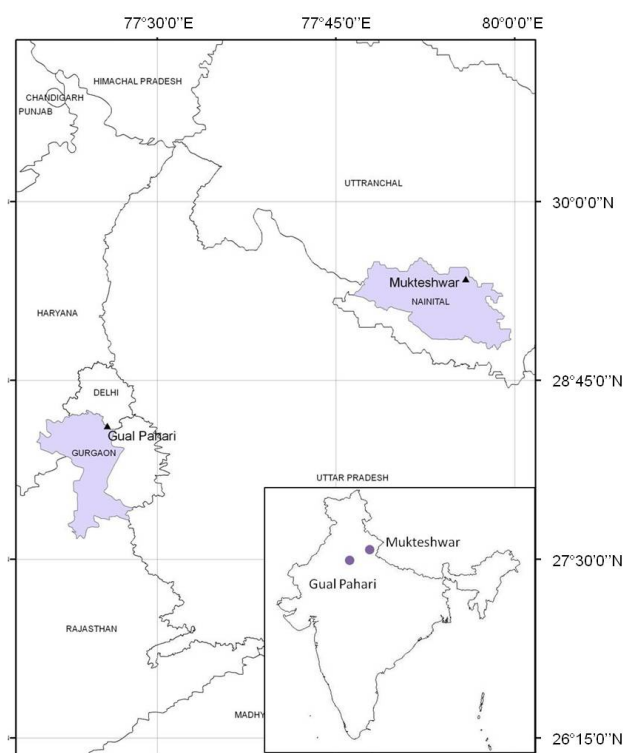 77°30'0"E 77°45'0"E 80°0'0"E
HIMACHAL PRADESH
CHANDIGARH
PUNJAB
UTTRANCHAL
30°0'0''N
Mukteshwar
NAINITAL
HARYANA
28°45'0''N
DELHI
Gual Pahari
GURGAON
UTTAR PRADESH
Mukteshwar
27°30'0''N
Gual Pahari
RAJASTHAN
MADHY
26°15'0''N